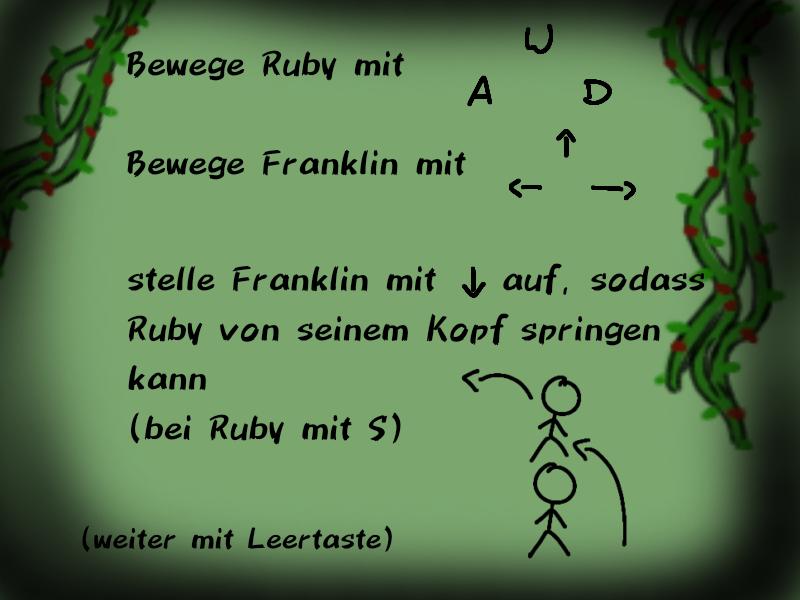 Bewege Ruby mit W
A D
Bewege Franklin mit ↑
← →
stelle Franklin mit ↓ auf, sodass
Ruby von seinem Kopf springen
kann
(bei Ruby mit S)
(weiter mit Leertaste)